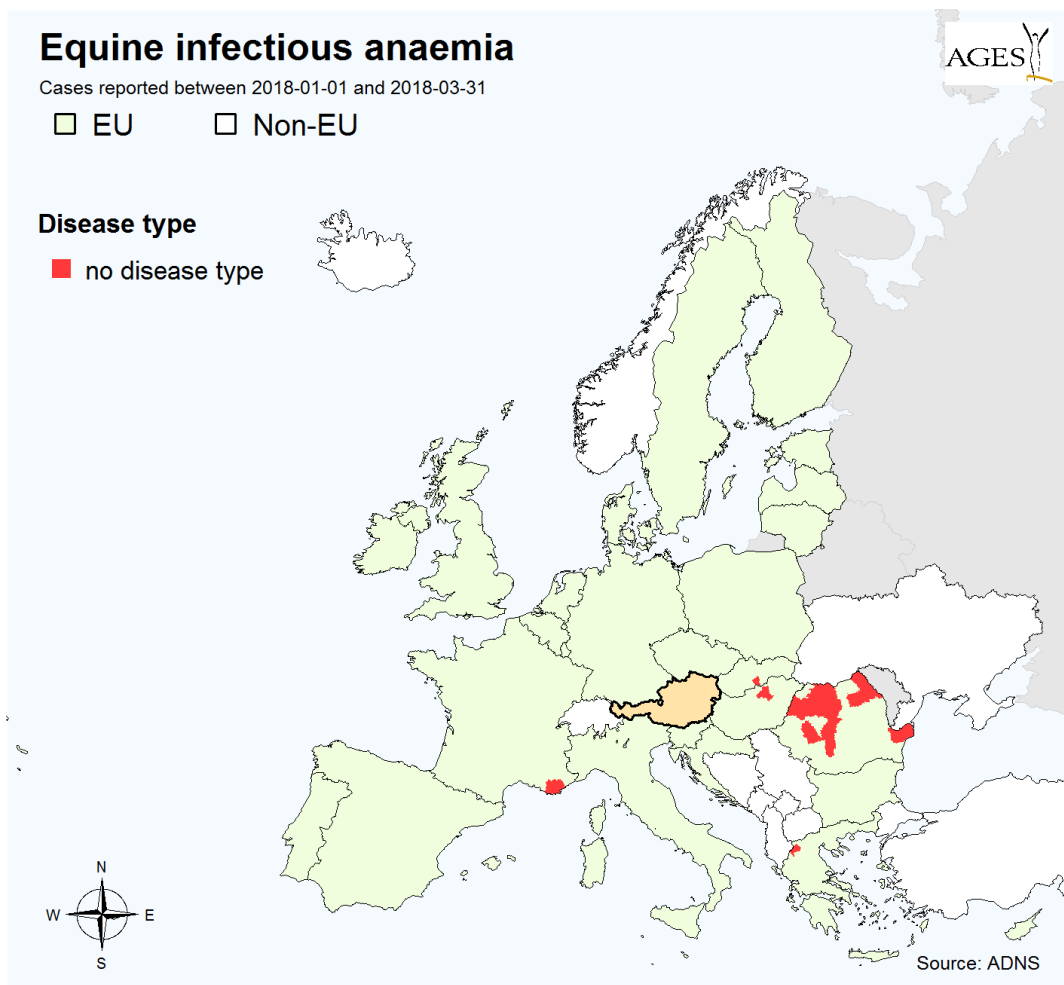 Equine infectious anaemia
AGES
Cases reported between 2018-01-01 and 2018-03-31
EU Non-EU
Disease type
no disease type
N
W E
S
Source: ADNS